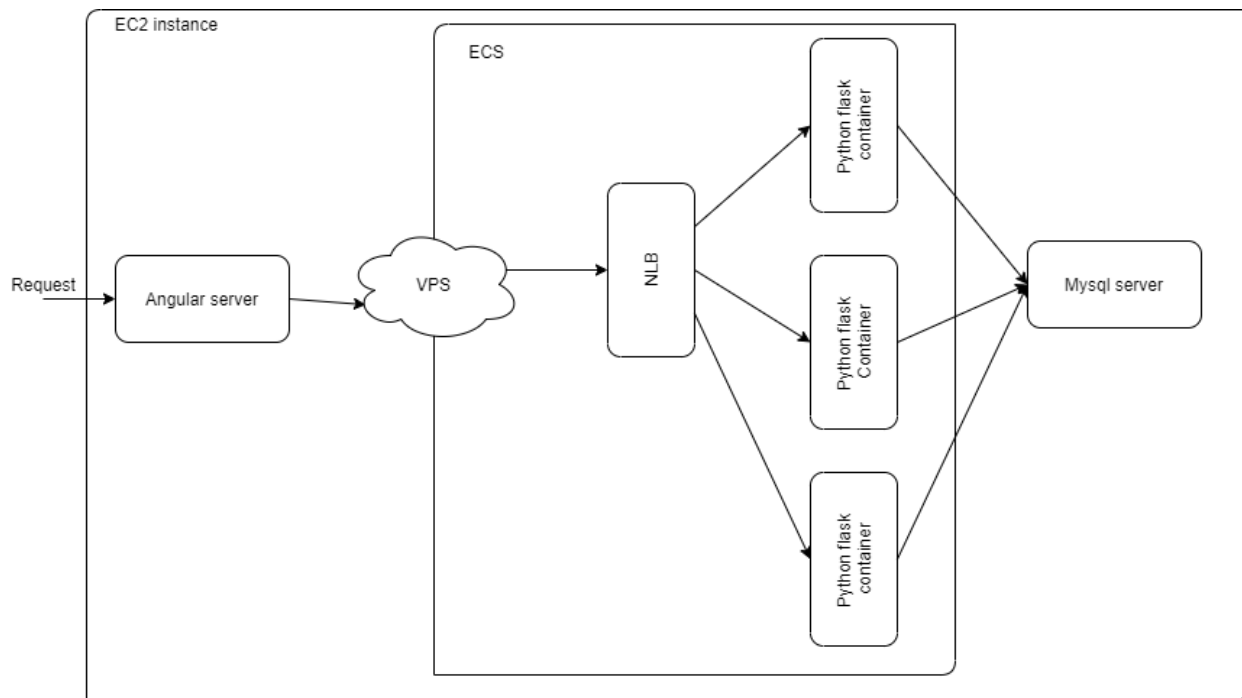 EC2 instance
ECS
Request
Angular server
VPS
NLB
Python flask
container
Python flask
Container
Python flask
container
Mysql server